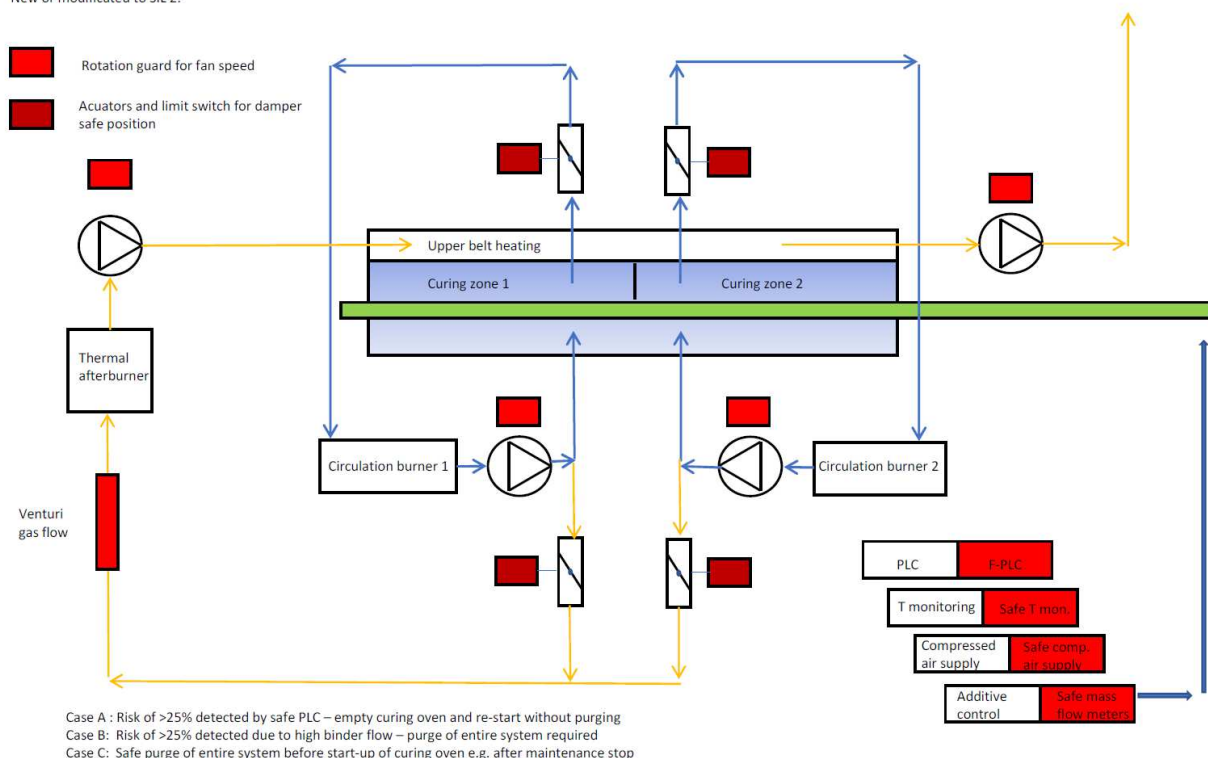 New or modificated to SIL 2:
Rotation guard for fan speed
Acuators and limit switch for damper
safe position
Upper belt heating
Curing zone 1
Curing zone 2
Thermal
afterburner
Circulation burner 1
Circulation burner 2
Venturi
gas flow
PLC
F-PLC
T monitoring
Safe T mon.
Compressed
air supply
Safe comp.
air supply
Additive
control
Safe mass
flow meters
Case A : Risk of >25% detected by safe PLC – empty curing oven and re-start without purging
Case B: Risk of >25% detected due to high binder flow – purge of entire system required
Case C: Safe purge of entire system before start-up of curing oven e.g. after maintenance stop